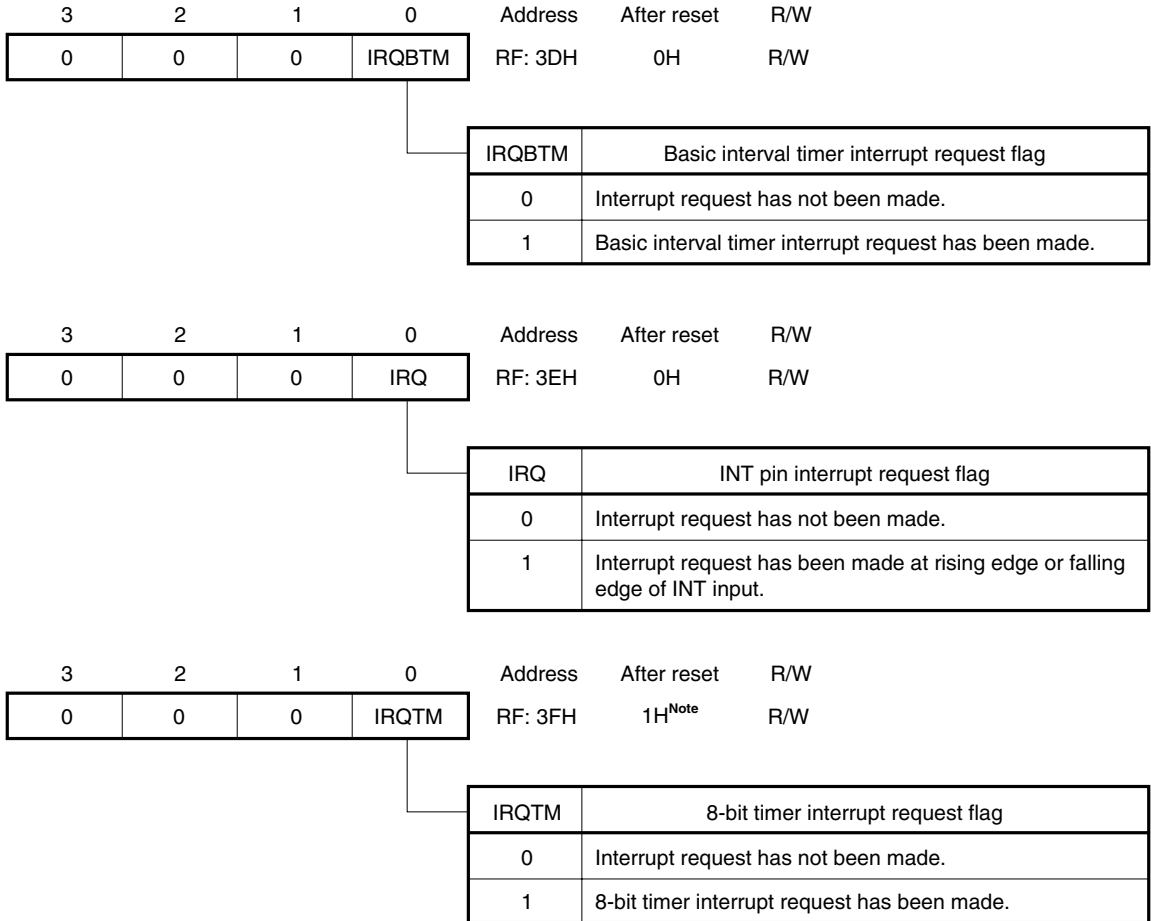 3 2 1 0 Address After reset R/W
0 0 0 IRQBTM RF: 3DH 0H R/W
IRQBTM Basic interval timer interrupt request flag
0 Interrupt request has not been made.
1 Basic interval timer interrupt request has been made.
3 2 1 0 Address After reset R/W
0 0 0 IRQ RF: 3EH 0H R/W
IRQ INT pin interrupt request flag
0 Interrupt request has not been made.
1 Interrupt request has been made at rising edge or falling
edge of INT input.
3 2 1 0 Address After reset R/W
0 0 0 IRQTM RF: 3FH 1HNote R/W
IRQTM 8-bit timer interrupt request flag
0 Interrupt request has not been made.
1 8-bit timer interrupt request has been made.